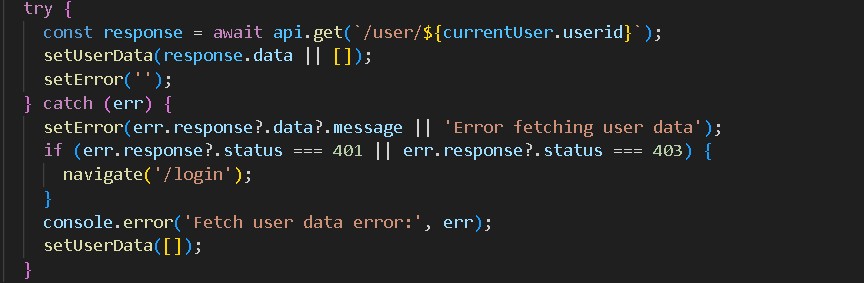 try {
  const response = await api.get(`/user/${currentUser.userid}`);
  setUserData(response.data || []);
  setError('');
} catch (err) {
  setError(err.response?.data?.message || 'Error fetching user data');
  if (err.response?.status === 401 || err.response?.status === 403) {
    navigate('/login');
  }
  console.error('Fetch user data error:', err);
  setUserData([]);
}